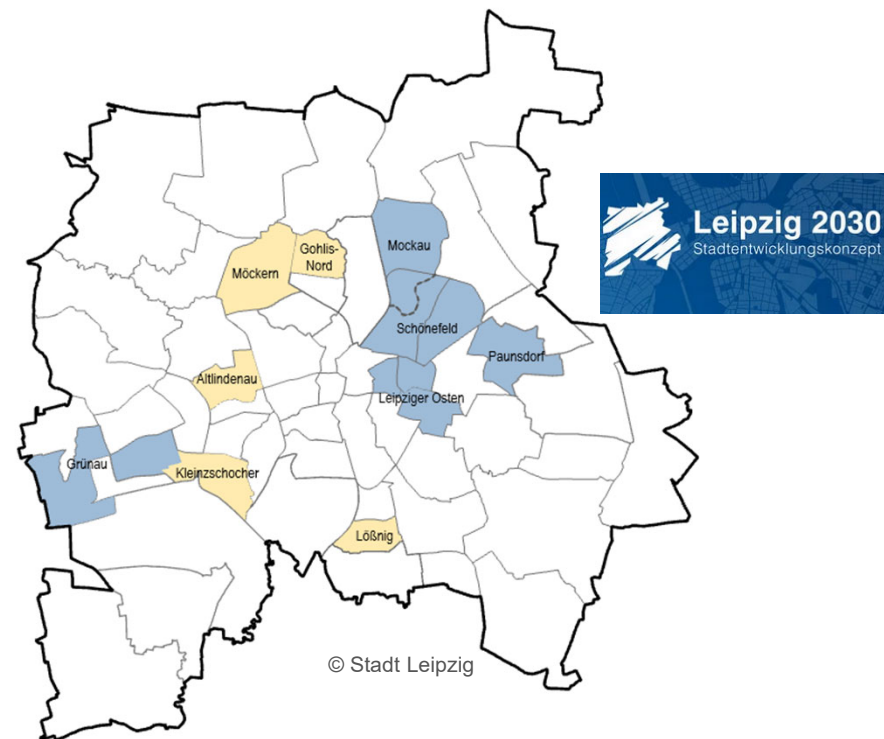 Leipzig 2030
Stadtentwicklungskonzept
Mockau
Gohlis-
Nord
Möckern
Schönefeld
Paunsdorf
Altlindenau
Leipziger Osten
Grünau
Kleinzschocher
Lößnig
© Stadt Leipzig